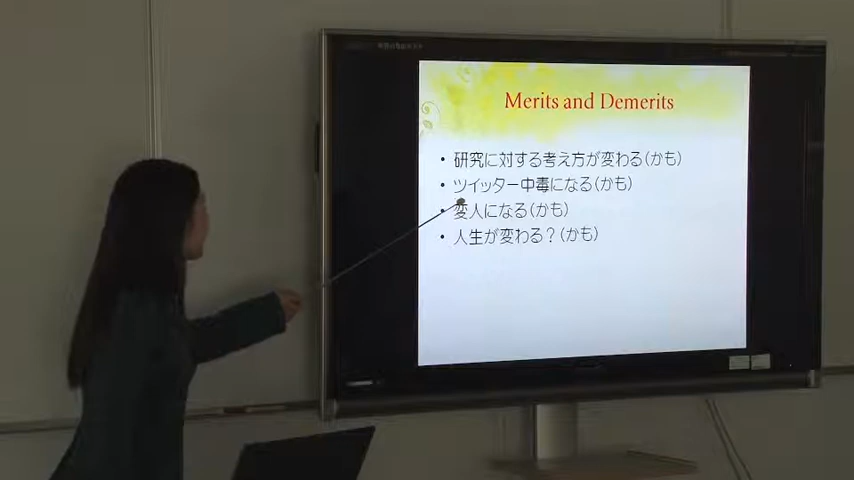 Merits and Demerits
・研究に対する考え方が変わる(かも)
・ツイッター中毒になる(かも)
・変人になる(かも)
・人生が変わる？(かも)